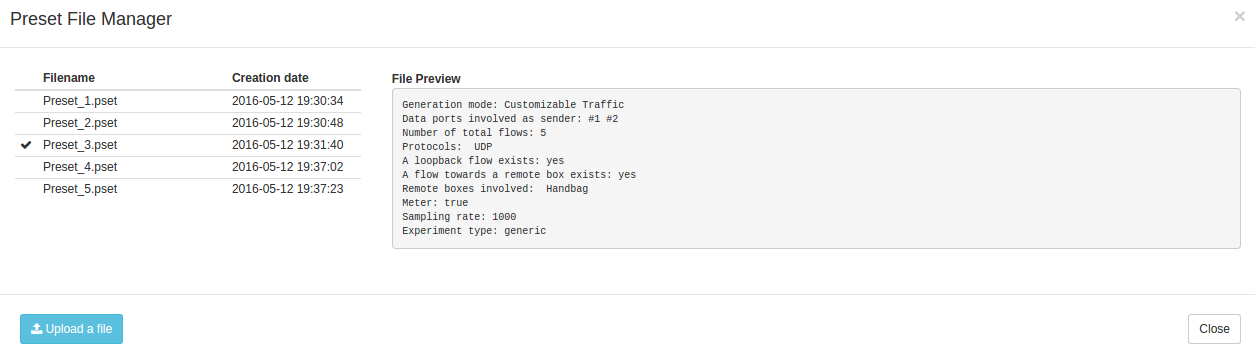 Preset File Manager ×
Filename Creation date
Preset_1.pset 2016-05-12 19:30:34
Preset_2.pset 2016-05-12 19:30:48
Preset_3.pset 2016-05-12 19:31:40
Preset_4.pset 2016-05-12 19:37:02
Preset_5.pset 2016-05-12 19:37:23
File Preview
Generation mode: Customizable Traffic
Data ports involved as sender: #1 #2
Number of total flows: 5
Protocols:  UDP
A loopback flow exists: yes
A flow towards a remote box exists: yes
Remote boxes involved:  Handbag
Meter: true
Sampling rate: 1000
Experiment type: generic
Upload a file
Close